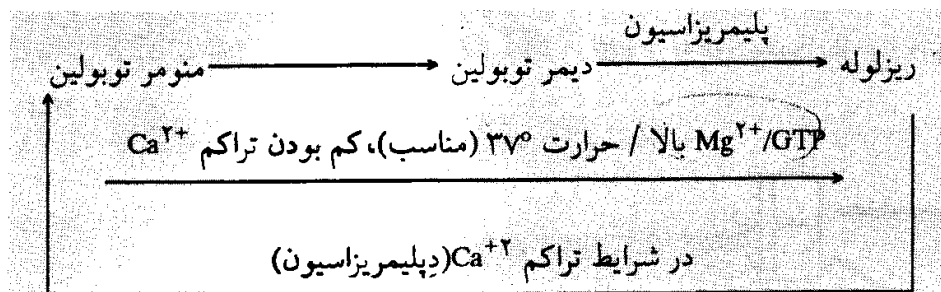 پلیمریزاسیون
منومر توبولین دیمر توبولین ریزلوله
Mg²⁺/GTP بالا / حرارت ۳۷° (مناسب)، کم بودن تراکم Ca²⁺
در شرایط تراکم Ca⁺²(دِپلیمریزاسیون)